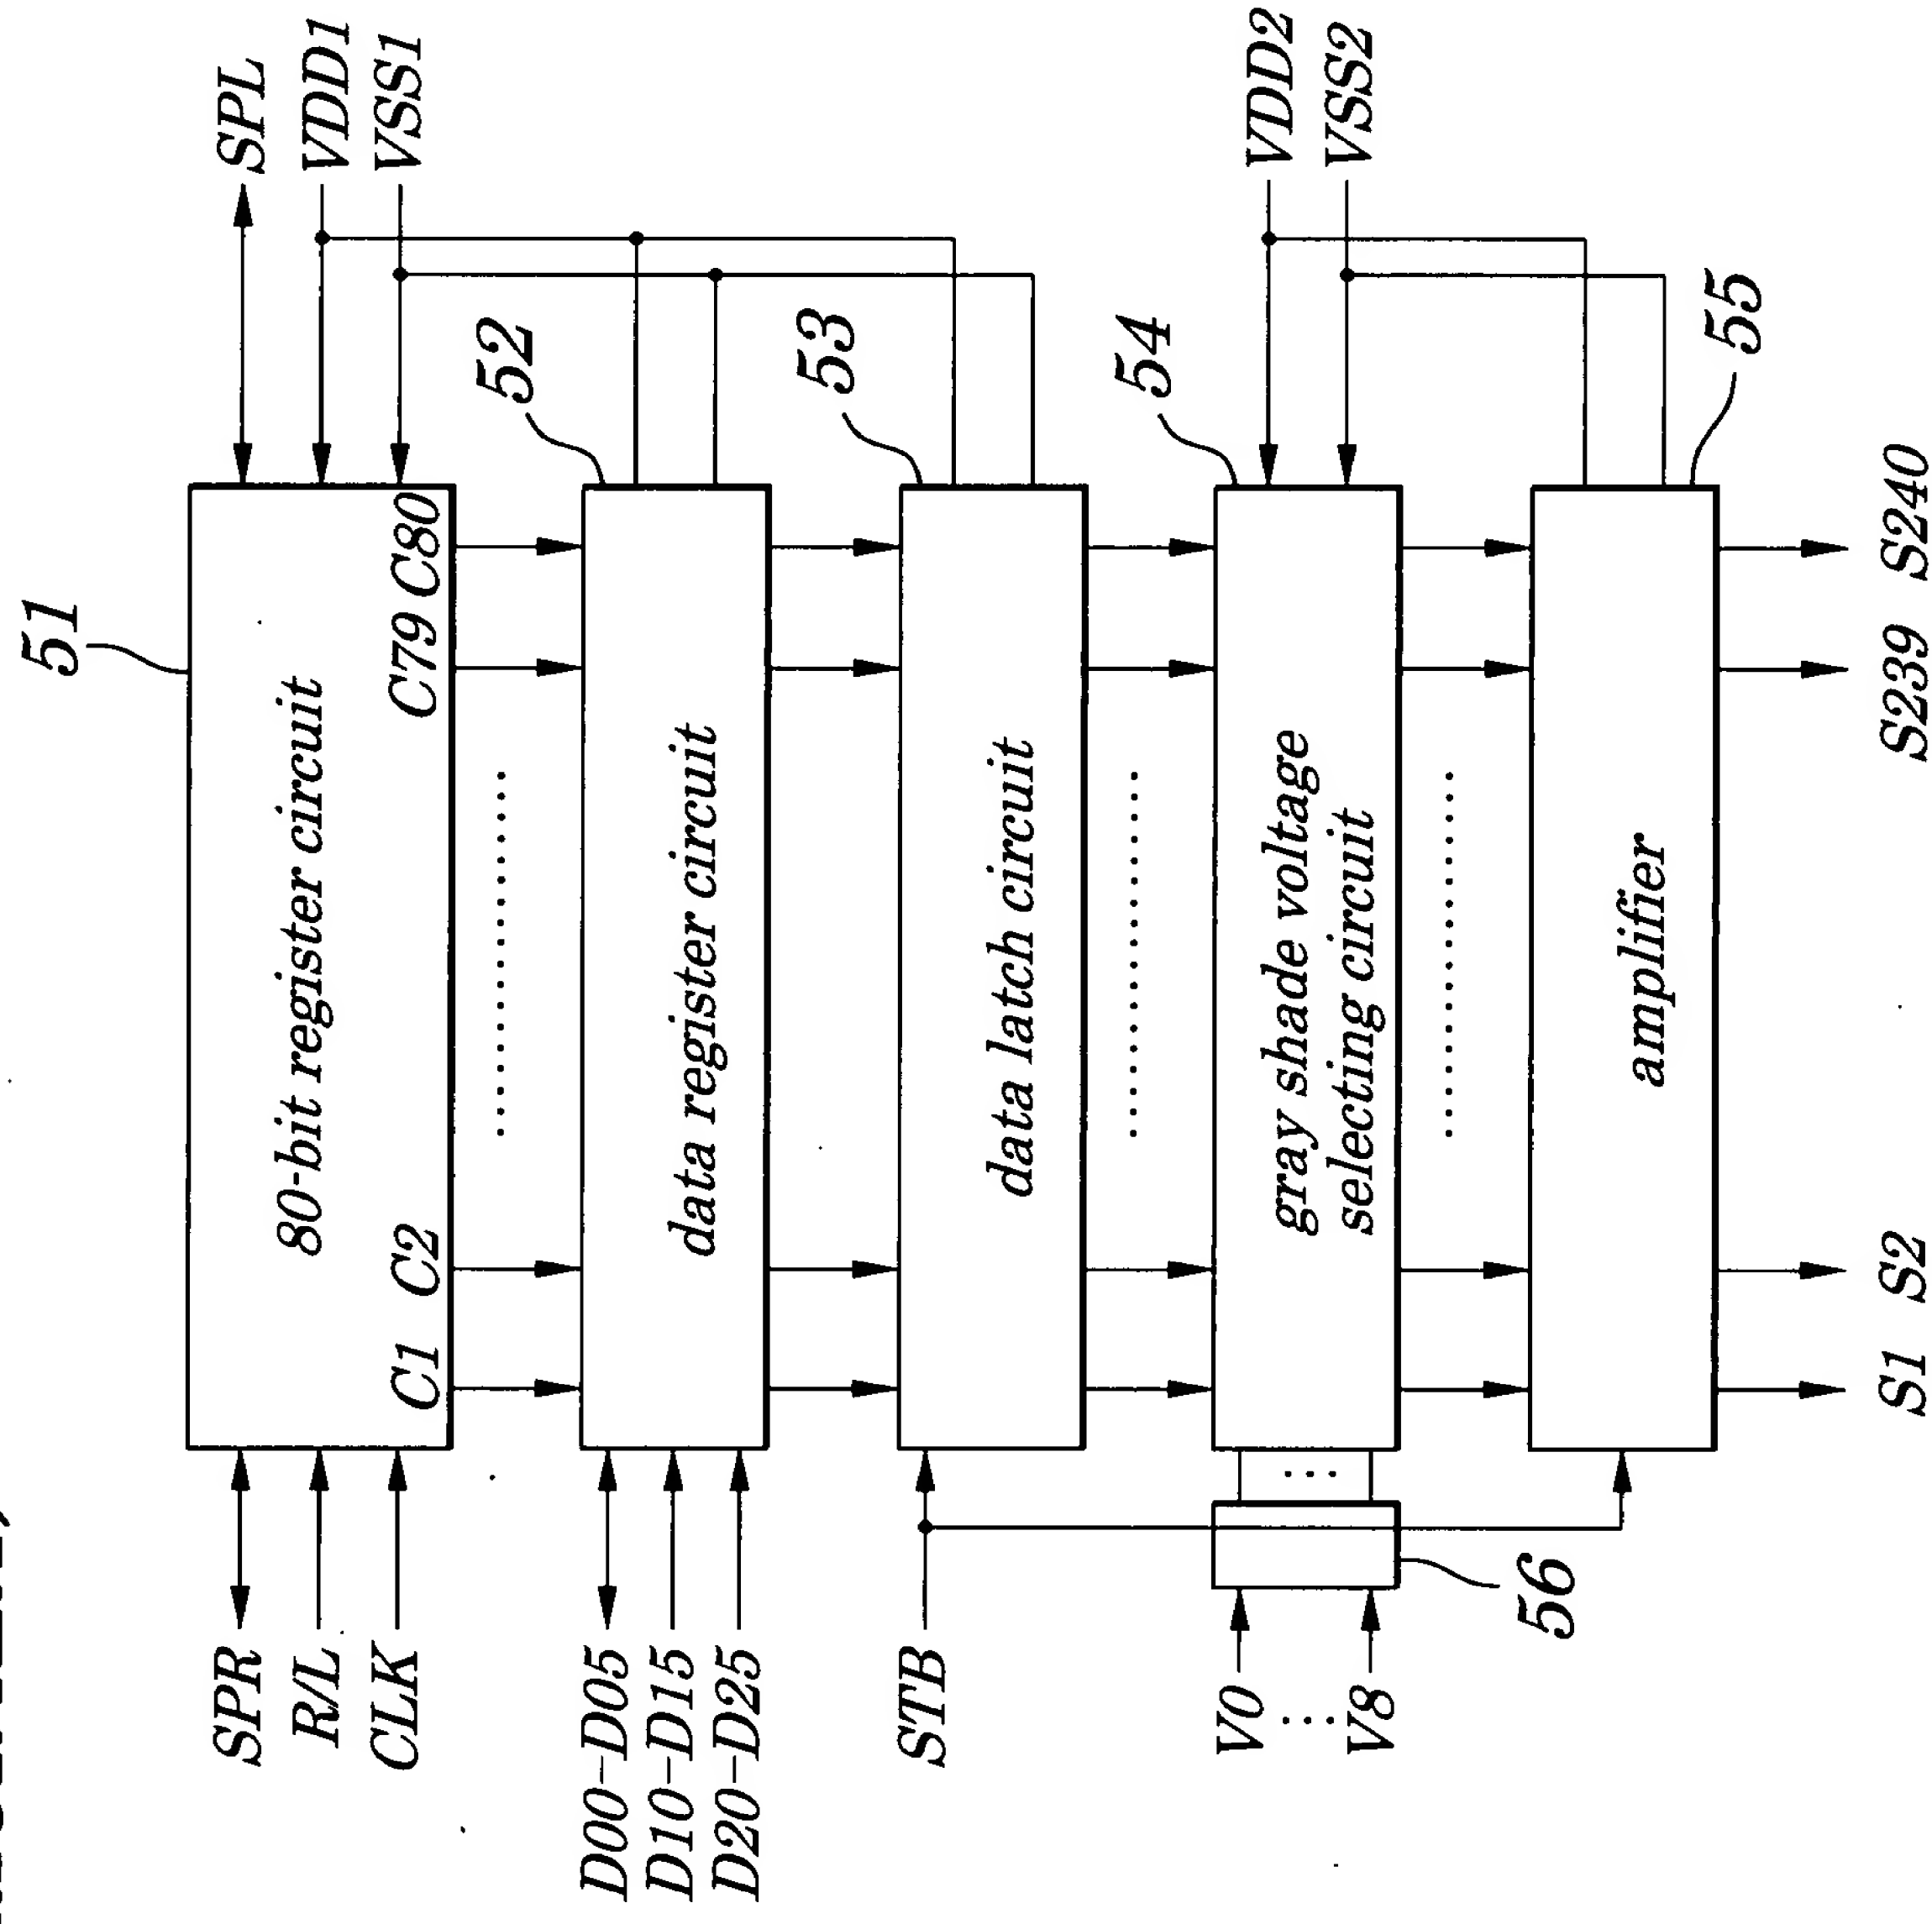 51
SPR
R/L
CLK
80-bit register circuit
C1 C2 C79 C80
SPL
VDD1
VSS1
52
D00-D05
D10-D15
D20-D25
data register circuit
53
STB
data latch circuit
54
V0
V8
gray shade voltage
selecting circuit
VDD2
VSS2
56
amplifier
55
S1 S2 S239 S240